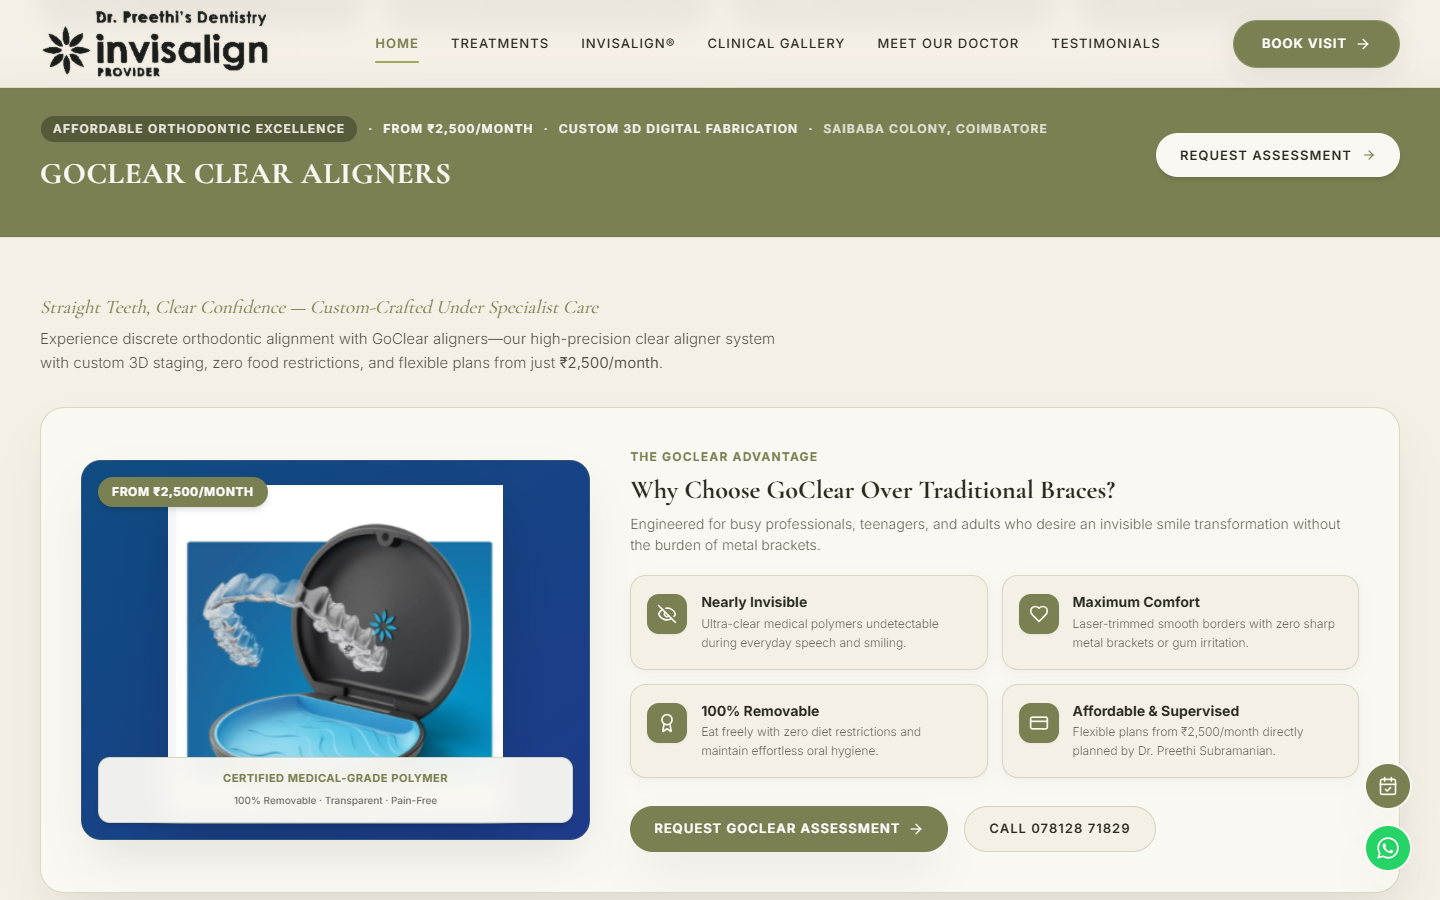 Dr. Preethi's Dentistry
invisalign
PROVIDER
HOME
TREATMENTS
INVISALIGN®
CLINICAL GALLERY
MEET OUR DOCTOR
TESTIMONIALS
BOOK VISIT →
AFFORDABLE ORTHODONTIC EXCELLENCE · FROM ₹2,500/MONTH · CUSTOM 3D DIGITAL FABRICATION · SAIBABA COLONY, COIMBATORE
GOCLEAR CLEAR ALIGNERS
REQUEST ASSESSMENT →
Straight Teeth, Clear Confidence — Custom-Crafted Under Specialist Care
Experience discrete orthodontic alignment with GoClear aligners—our high-precision clear aligner system
with custom 3D staging, zero food restrictions, and flexible plans from just ₹2,500/month.
FROM ₹2,500/MONTH
CERTIFIED MEDICAL-GRADE POLYMER
100% Removable · Transparent · Pain-Free
THE GOCLEAR ADVANTAGE
Why Choose GoClear Over Traditional Braces?
Engineered for busy professionals, teenagers, and adults who desire an invisible smile transformation without
the burden of metal brackets.
Nearly Invisible
Ultra-clear medical polymers undetectable
during everyday speech and smiling.
Maximum Comfort
Laser-trimmed smooth borders with zero sharp
metal brackets or gum irritation.
100% Removable
Eat freely with zero diet restrictions and
maintain effortless oral hygiene.
Affordable & Supervised
Flexible plans from ₹2,500/month directly
planned by Dr. Preethi Subramanian.
REQUEST GOCLEAR ASSESSMENT →
CALL 078128 71829